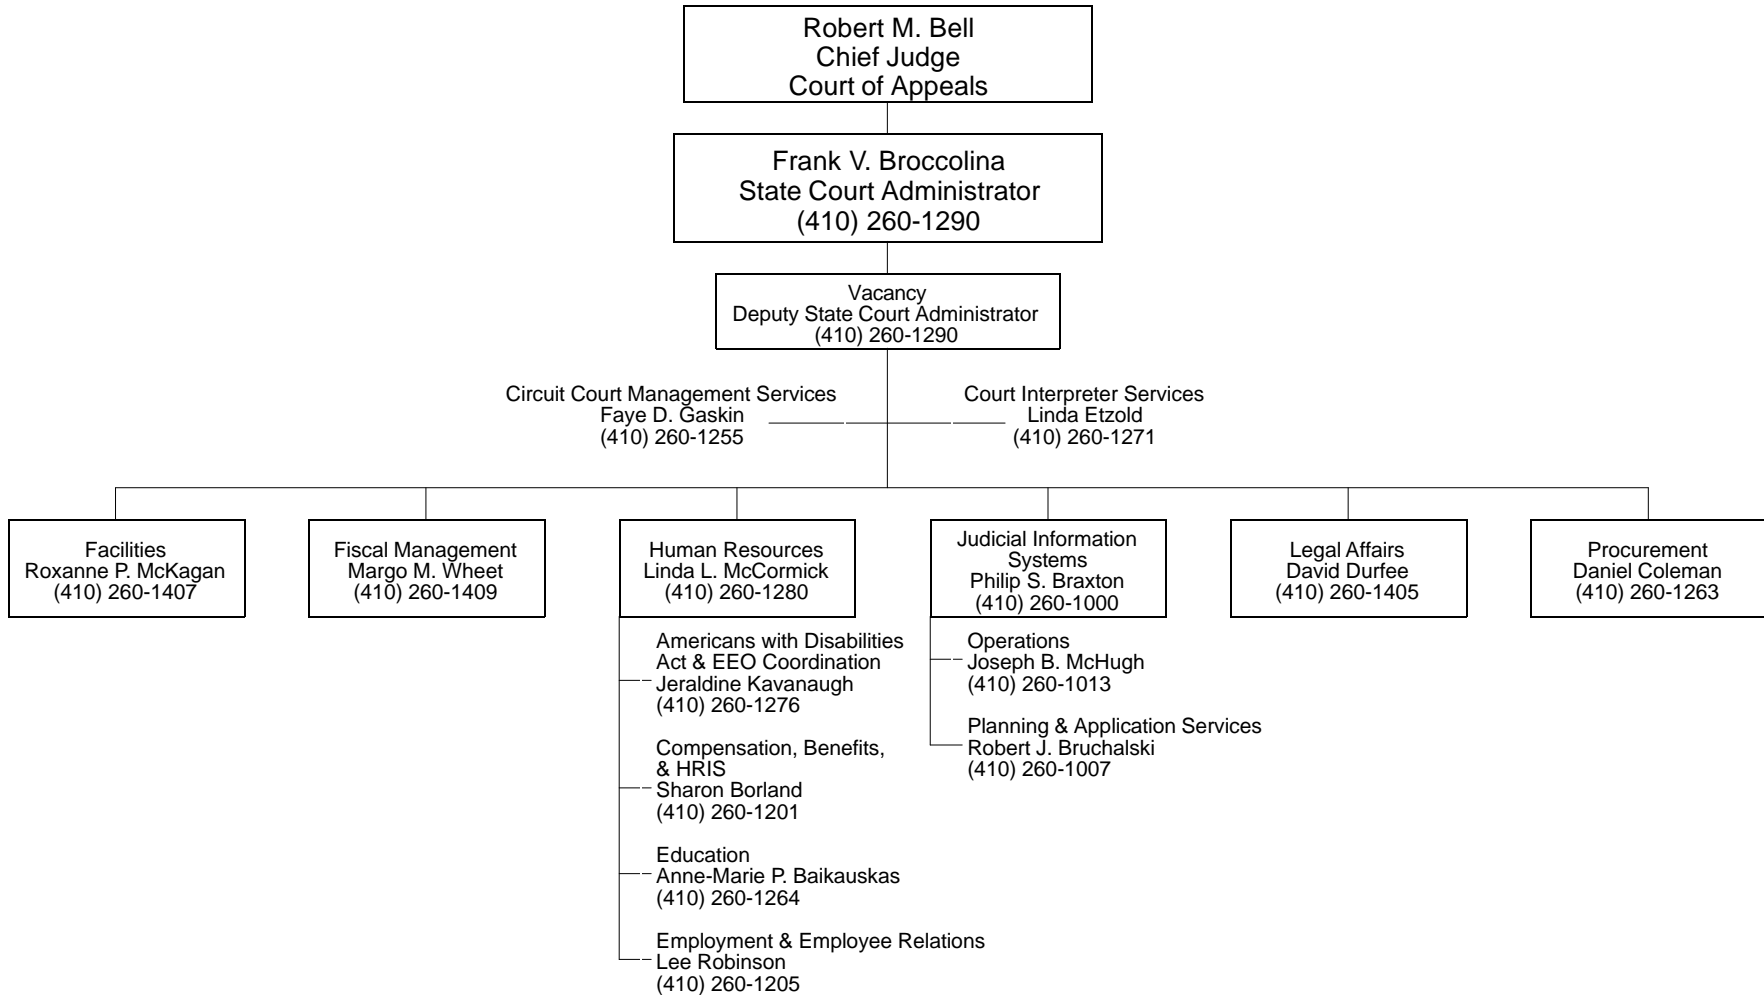 Robert M. Bell
Chief Judge
Court of Appeals
Frank V. Broccolina
State Court Administrator
(410) 260-1290
Vacancy
Deputy State Court Administrator
(410) 260-1290
Circuit Court Management Services
Faye D. Gaskin
(410) 260-1255
Court Interpreter Services
Linda Etzold
(410) 260-1271
Facilities
Roxanne P. McKagan
(410) 260-1407
Fiscal Management
Margo M. Wheet
(410) 260-1409
Human Resources
Linda L. McCormick
(410) 260-1280
Americans with Disabilities
Act & EEO Coordination
Jeraldine Kavanaugh
(410) 260-1276
Compensation, Benefits,
& HRIS
Sharon Borland
(410) 260-1201
Education
Anne-Marie P. Baikauskas
(410) 260-1264
Employment & Employee Relations
Lee Robinson
(410) 260-1205
Judicial Information
Systems
Philip S. Braxton
(410) 260-1000
Operations
Joseph B. McHugh
(410) 260-1013
Planning & Application Services
Robert J. Bruchalski
(410) 260-1007
Legal Affairs
David Durfee
(410) 260-1405
Procurement
Daniel Coleman
(410) 260-1263